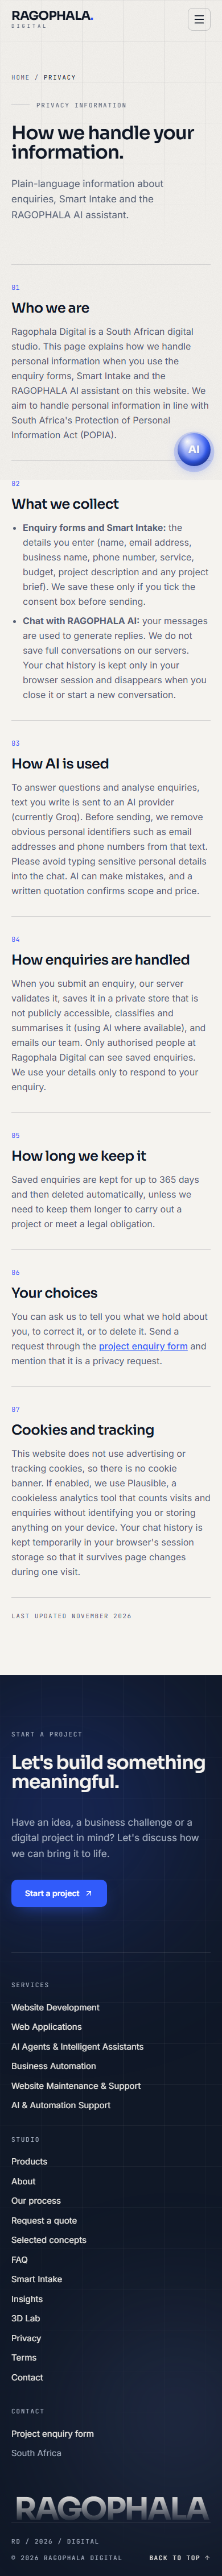 RAGOPHALA.
DIGITAL
HOME / PRIVACY
PRIVACY INFORMATION
How we handle your
information.
Plain-language information about
enquiries, Smart Intake and the
RAGOPHALA AI assistant.
01
Who we are
Ragophala Digital is a South African digital
studio. This page explains how we handle
personal information when you use the
enquiry forms, Smart Intake and the
RAGOPHALA AI assistant on this website. We
aim to handle personal information in line with
South Africa's Protection of Personal
Information Act (POPIA).
AI
02
What we collect
• Enquiry forms and Smart Intake: the
details you enter (name, email address,
business name, phone number, service,
budget, project description and any project
brief). We save these only if you tick the
consent box before sending.
• Chat with RAGOPHALA AI: your messages
are used to generate replies. We do not
save full conversations on our servers.
Your chat history is kept only in your
browser session and disappears when you
close it or start a new conversation.
03
How AI is used
To answer questions and analyse enquiries,
text you write is sent to an AI provider
(currently Groq). Before sending, we remove
obvious personal identifiers such as email
addresses and phone numbers from that text.
Please avoid typing sensitive personal details
into the chat. AI can make mistakes, and a
written quotation confirms scope and price.
04
How enquiries are handled
When you submit an enquiry, our server
validates it, saves it in a private store that is
not publicly accessible, classifies and
summarises it (using AI where available), and
emails our team. Only authorised people at
Ragophala Digital can see saved enquiries.
We use your details only to respond to your
enquiry.
05
How long we keep it
Saved enquiries are kept for up to 365 days
and then deleted automatically, unless we
need to keep them longer to carry out a
project or meet a legal obligation.
06
Your choices
You can ask us to tell you what we hold about
you, to correct it, or to delete it. Send a
request through the project enquiry form and
mention that it is a privacy request.
07
Cookies and tracking
This website does not use advertising or
tracking cookies, so there is no cookie
banner. If enabled, we use Plausible, a
cookieless analytics tool that counts visits and
enquiries without identifying you or storing
anything on your device. Your chat history is
kept temporarily in your browser's session
storage so that it survives page changes
during one visit.
LAST UPDATED NOVEMBER 2026
START A PROJECT
Let's build something
meaningful.
Have an idea, a business challenge or a
digital project in mind? Let's discuss how
we can bring it to life.
Start a project ↗
SERVICES
Website Development
Web Applications
AI Agents & Intelligent Assistants
Business Automation
Website Maintenance & Support
AI & Automation Support
STUDIO
Products
About
Our process
Request a quote
Selected concepts
FAQ
Smart Intake
Insights
3D Lab
Privacy
Terms
Contact
CONTACT
Project enquiry form
South Africa
RAGOPHALA
RD / 2026 / DIGITAL
© 2026 RAGOPHALA DIGITAL BACK TO TOP ↑